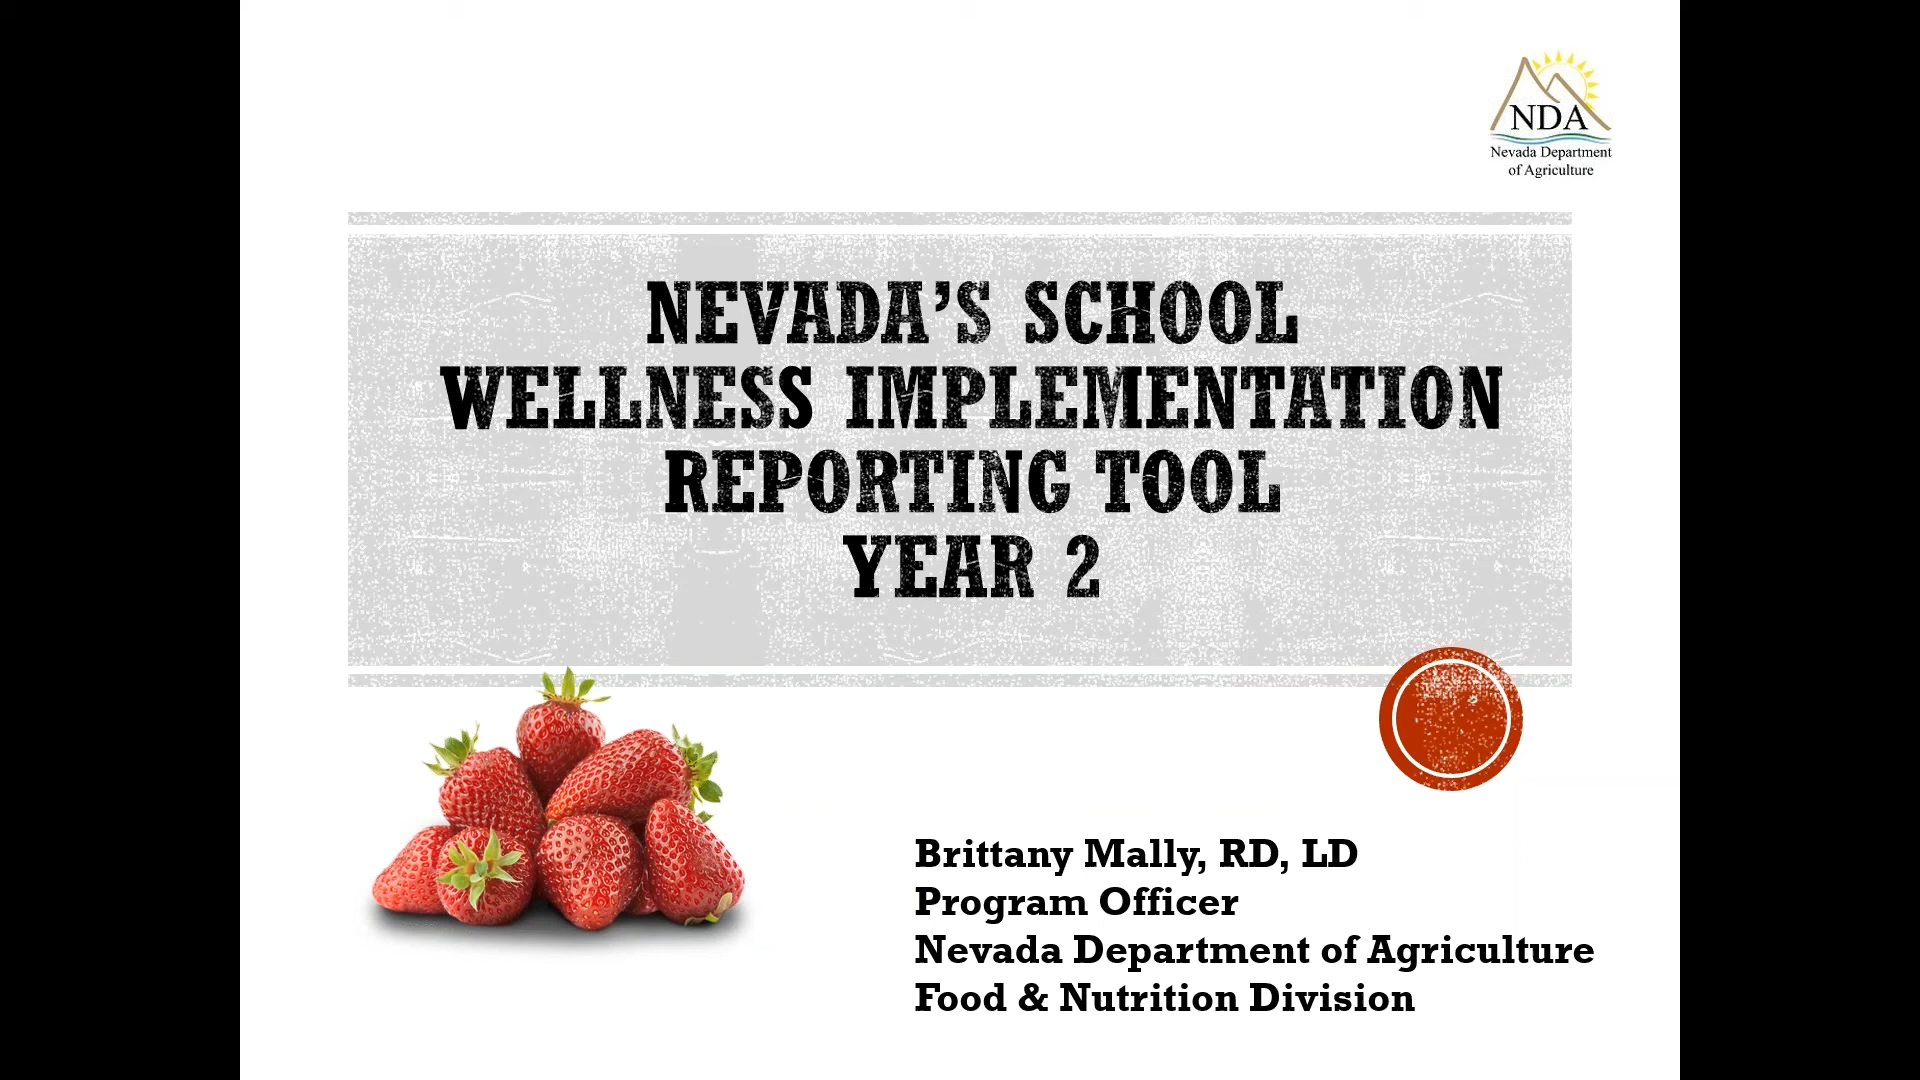 NDA
Nevada Department
of Agriculture
NEVADA’S SCHOOL
WELLNESS IMPLEMENTATION
REPORTING TOOL
YEAR 2
Brittany Mally, RD, LD
Program Officer
Nevada Department of Agriculture
Food & Nutrition Division